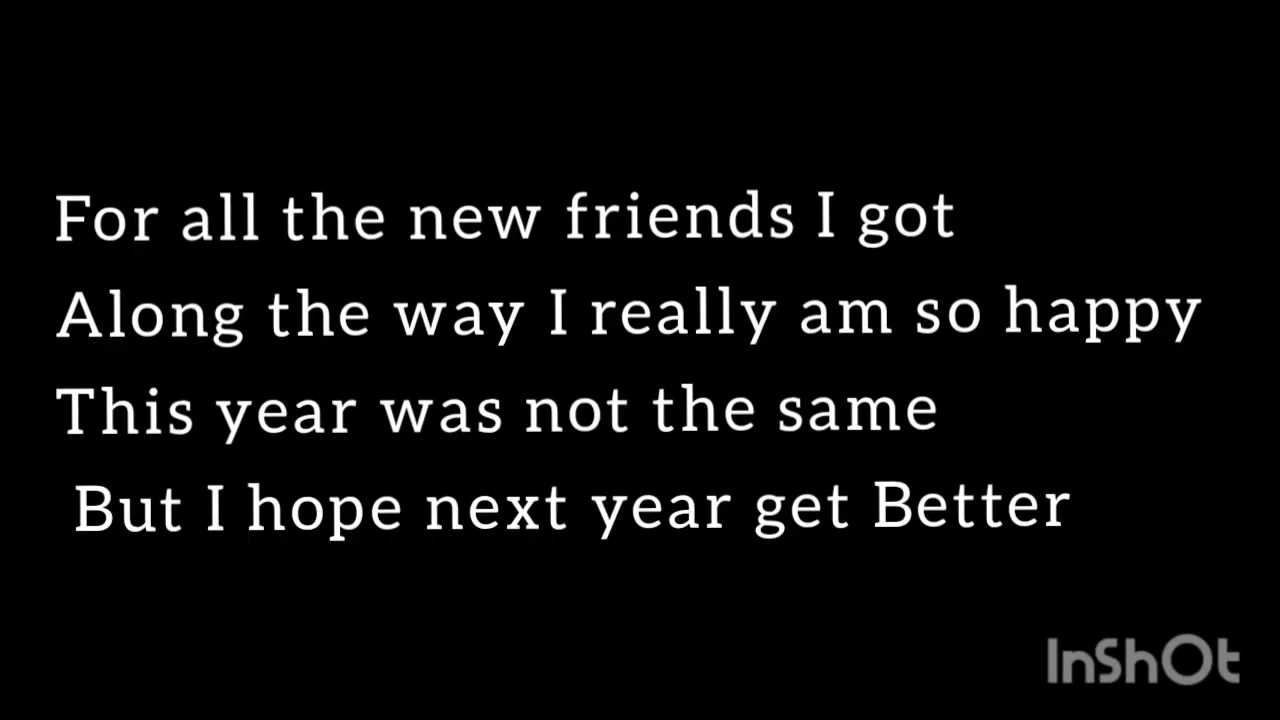 For all the new friends I got
Along the way I really am so happy
This year was not the same
But I hope next year get Better
InShOt